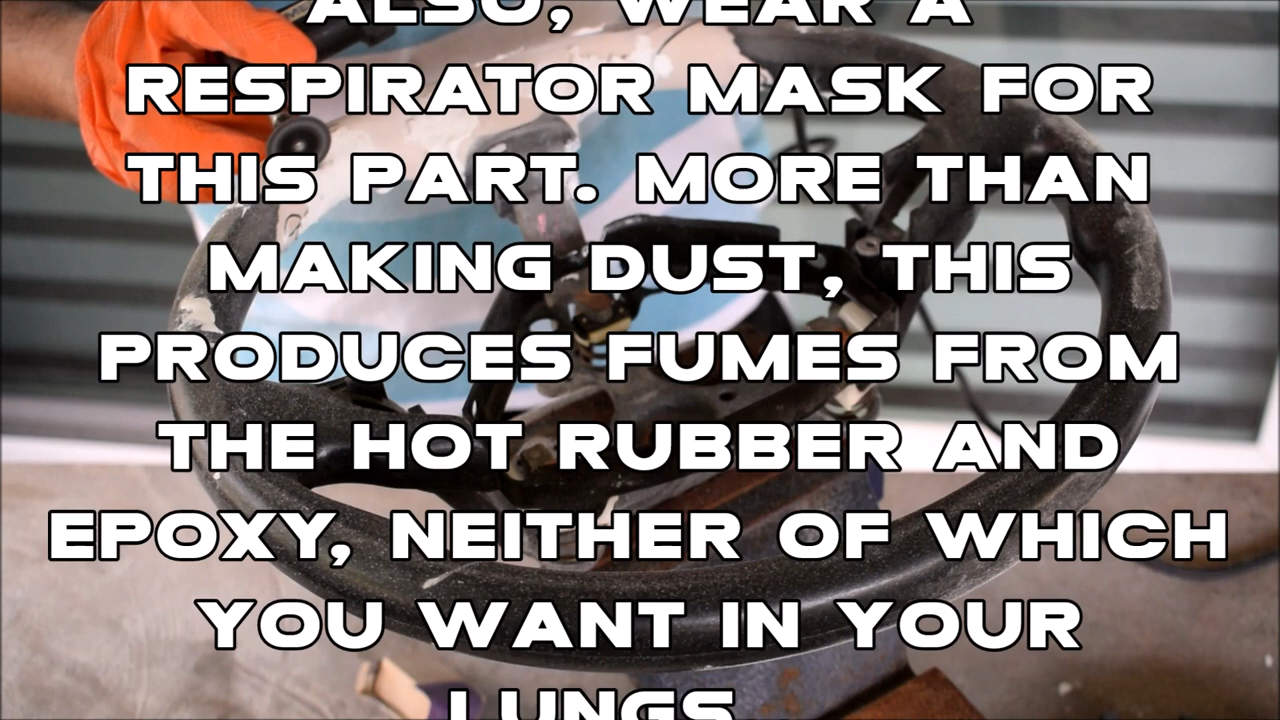 ALSO, WEAR A
RESPIRATOR MASK FOR
THIS PART. MORE THAN
MAKING DUST, THIS
PRODUCES FUMES FROM
THE HOT RUBBER AND
EPOXY, NEITHER OF WHICH
YOU WANT IN YOUR
LUNGS